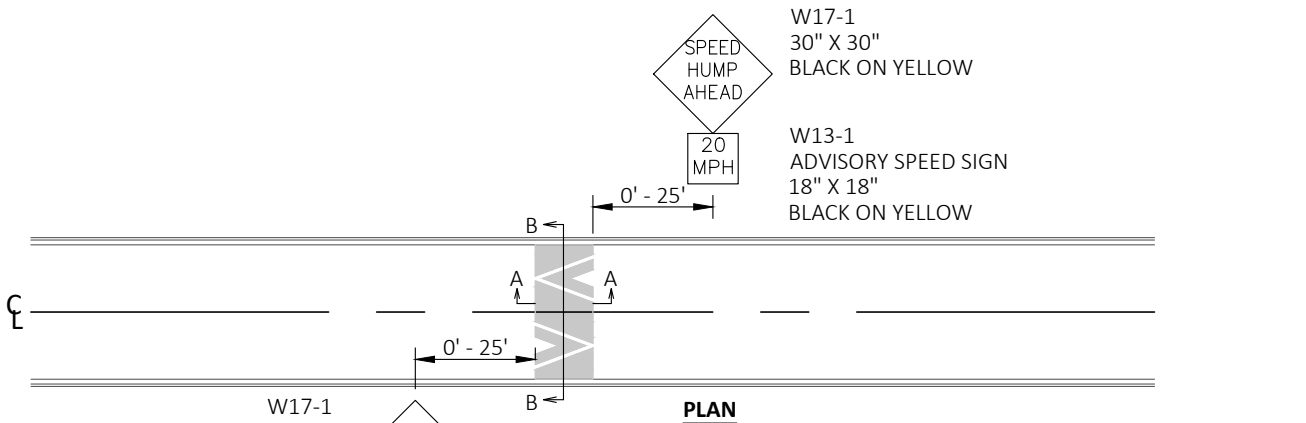 SPEED
HUMP
AHEAD
W17-1
30" X 30"
BLACK ON YELLOW
20
MPH
W13-1
ADVISORY SPEED SIGN
18" X 18"
BLACK ON YELLOW
0' - 25'
B
A
A
CL
0' - 25'
B
W17-1
PLAN